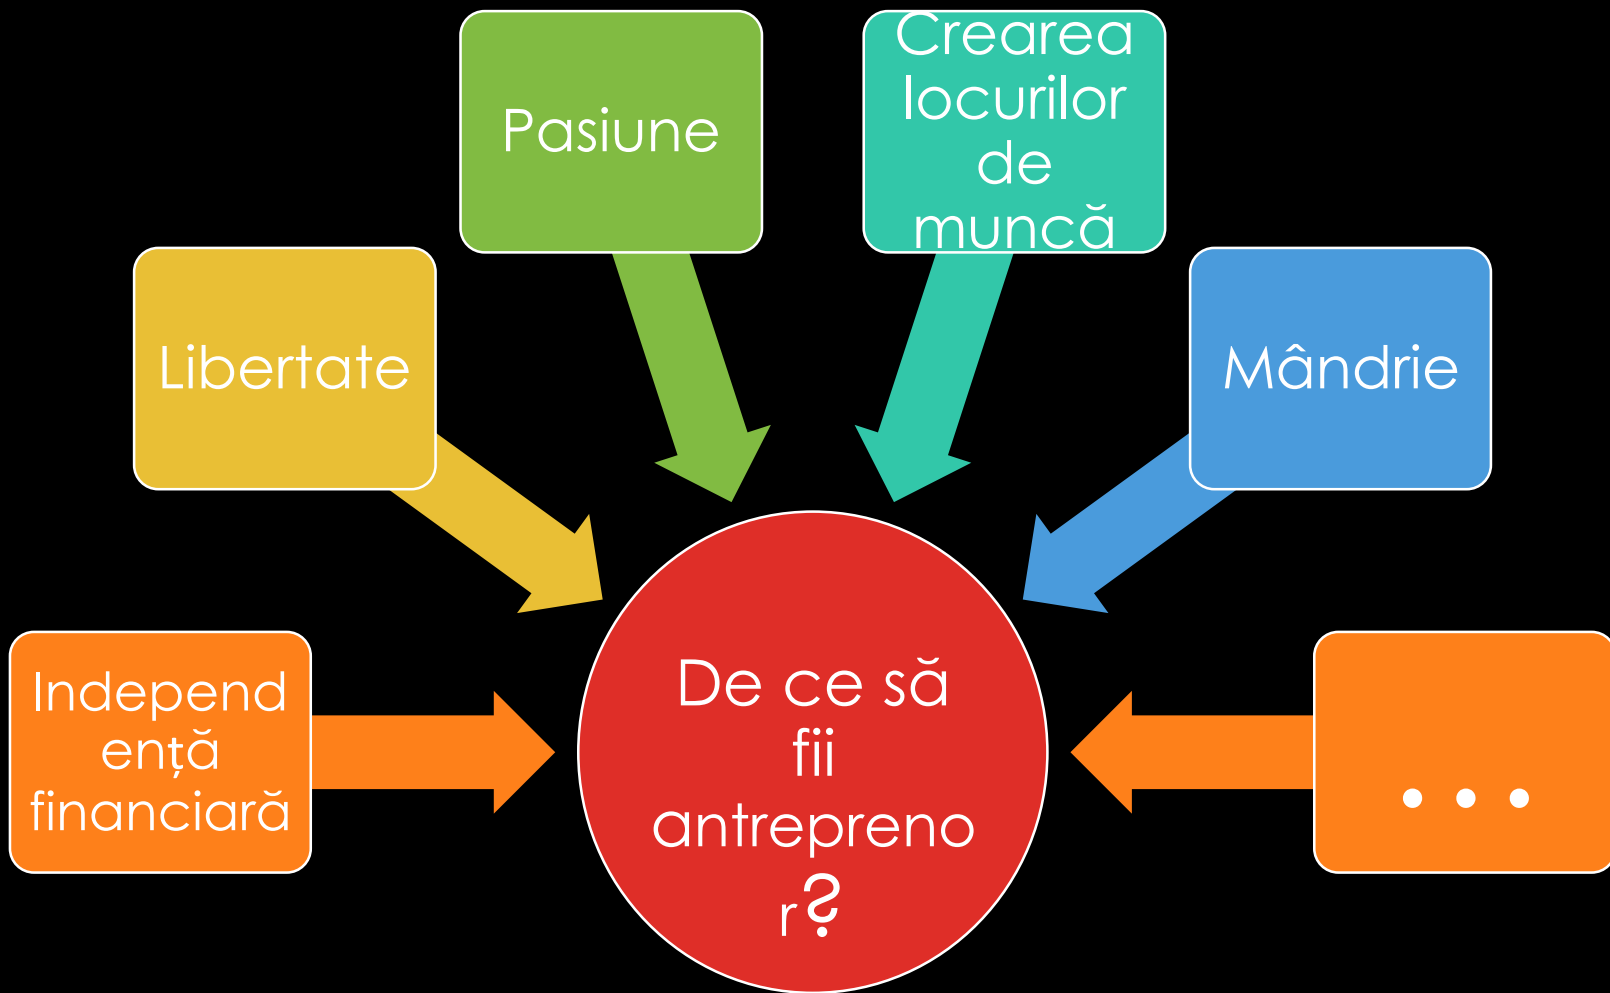 Independ
ență
financiară
Libertate
Pasiune
Crearea
locurilor
de
muncă
Mândrie
...
De ce să
fii
antrepreno
r?